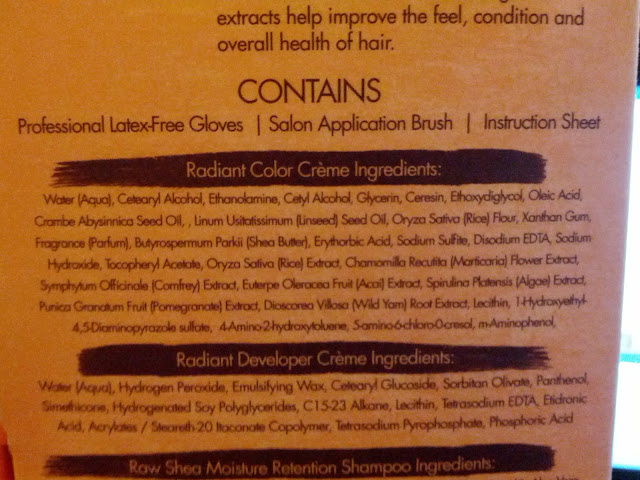 extracts help improve the feel, condition and
overall health of hair.
CONTAINS
Professional Latex-Free Gloves | Salon Application Brush | Instruction Sheet
Radiant Color Crème Ingredients:
Water (Aqua), Cetearyl Alcohol, Ethanolamine, Cetyl Alcohol, Glycerin, Ceresin, Ethoxydiglycol, Oleic Acid,
Crambe Abysinnica Seed Oil, , Linum Usitatissimum (Linseed) Seed Oil, Oryza Sativa (Rice) Flour, Xanthan Gum,
Fragrance (Parfum), Butyrospermum Parkii (Shea Butter), Erythorbic Acid, Sodium Sulfite, Disodium EDTA, Sodium
Hydroxide, Tocopheryl Acetate, Oryza Sativa (Rice) Extract, Chamomilla Recutita (Marticaria) Flower Extract,
Symphytum Officinale (Comfrey) Extract, Euterpe Oleracea Fruit (Acai) Extract, Spirulina Platensis (Algae) Extract,
Punica Granatum Fruit (Pomegranate) Extract, Dioscorea Villosa (Wild Yam) Root Extract, Lecithin, 1-Hydroxyethyl-
4,5-Diaminopyrazole sulfate, 4-Amino-2-hydroxytoluene, 5-amino-6-chloro-0-cresol, m-Aminophenol,
Radiant Developer Crème Ingredients:
Water (Aqua), Hydrogen Peroxide, Emulsifying Wax, Cetearyl Glucoside, Sorbitan Olivate, Panthenol,
Simethicone, Hydrogenated Soy Polyglycerides, C15-23 Alkane, Lecithin, Tetrasodium EDTA, Etidronic
Acid, Acrylates / Steareth-20 Itaconate Copolymer, Tetrasodium Pyrophosphate, Phosphoric Acid
Raw Shea Moisture Retention Shampoo Ingredients: